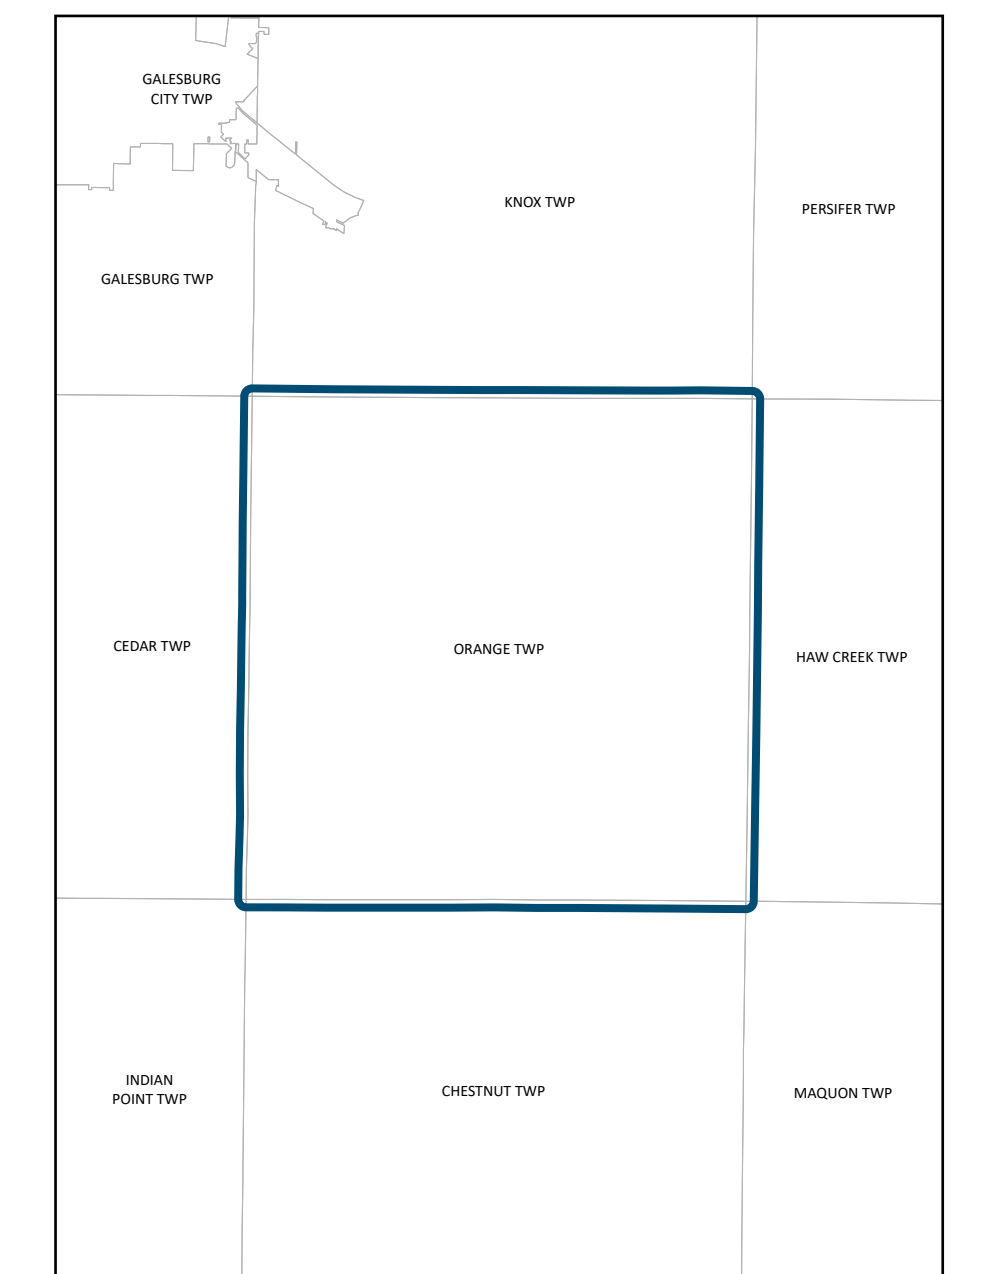 GALESBURG
CITY TWP
KNOX TWP
PERSIFER TWP
GALESBURG TWP
CEDAR TWP
ORANGE TWP
HAW CREEK TWP
INDIAN
POINT TWP
CHESTNUT TWP
MAQUON TWP